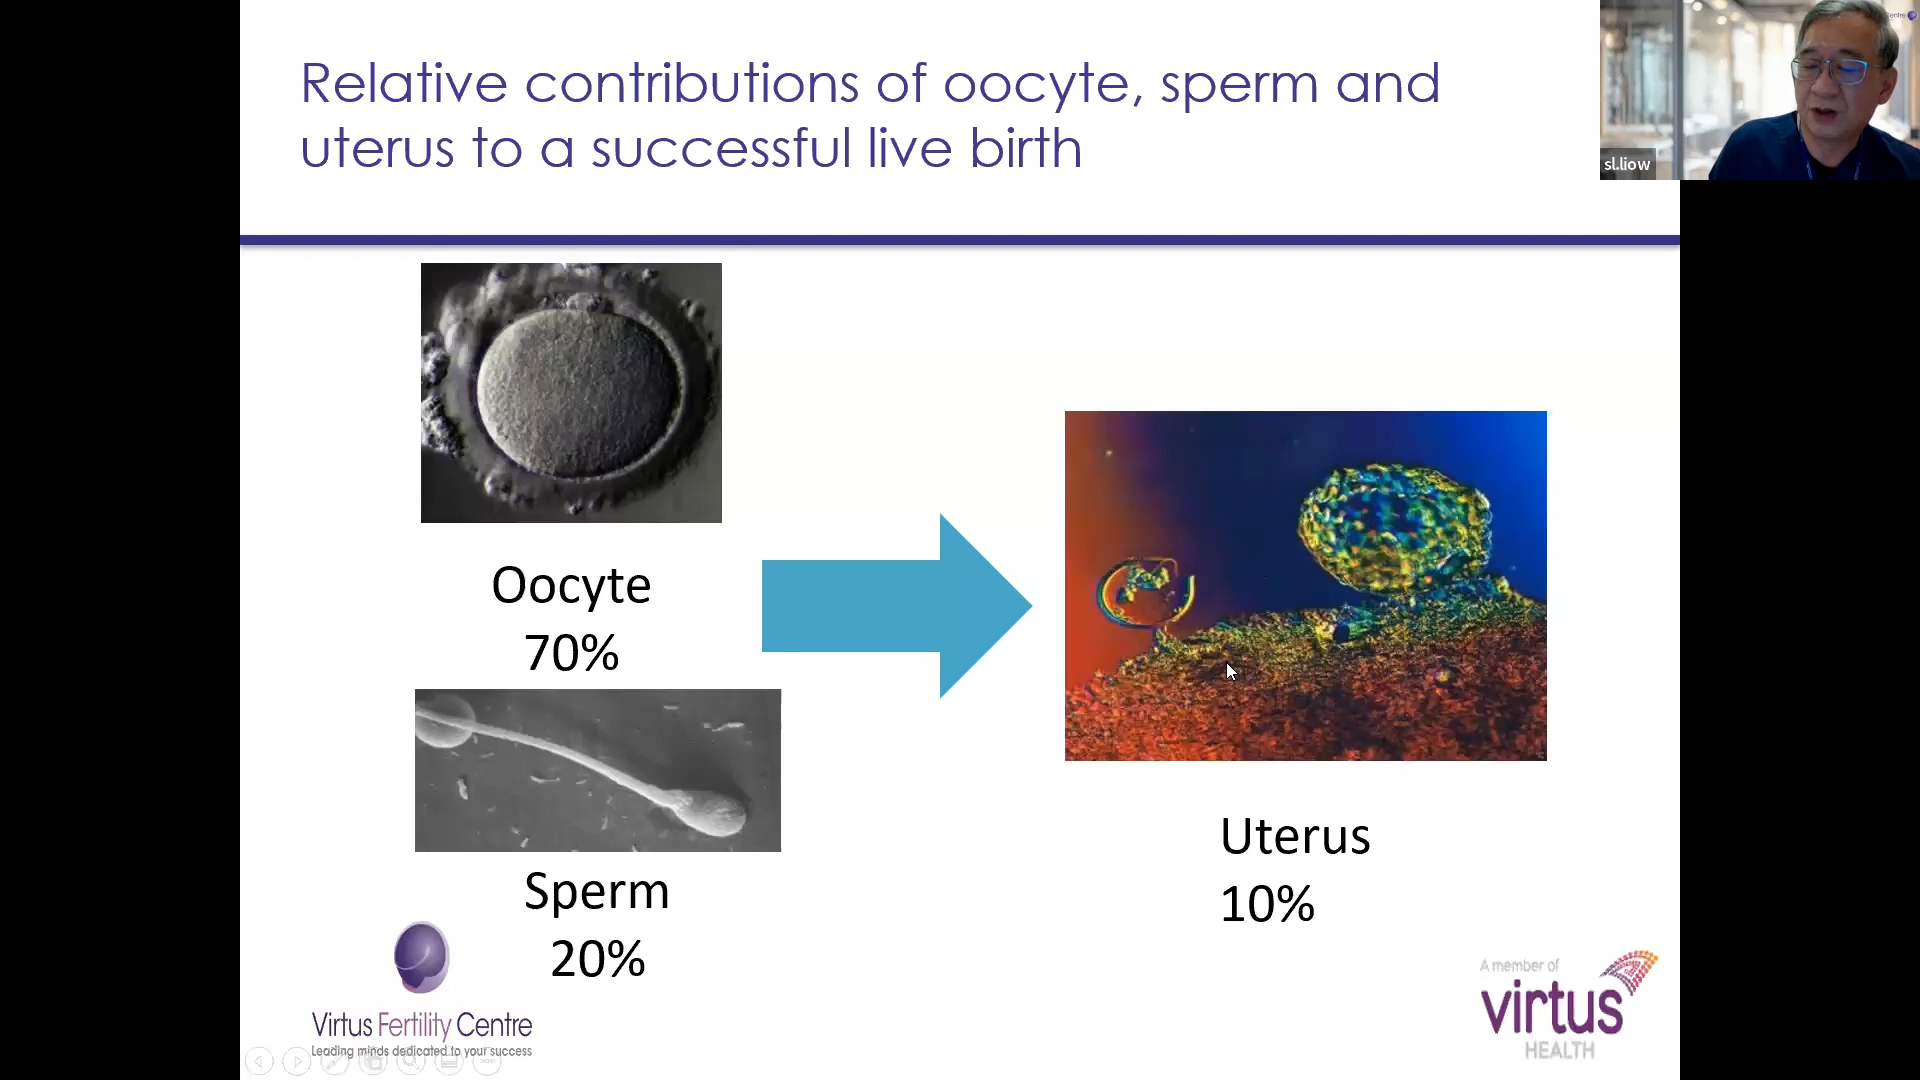 Relative contributions of oocyte, sperm and
uterus to a successful live birth
sl.liow
Oocyte
70%
Sperm
20%
Uterus
10%
Virtus Fertility Centre
Leading minds dedicated to your success
A member of
virtus
HEALTH